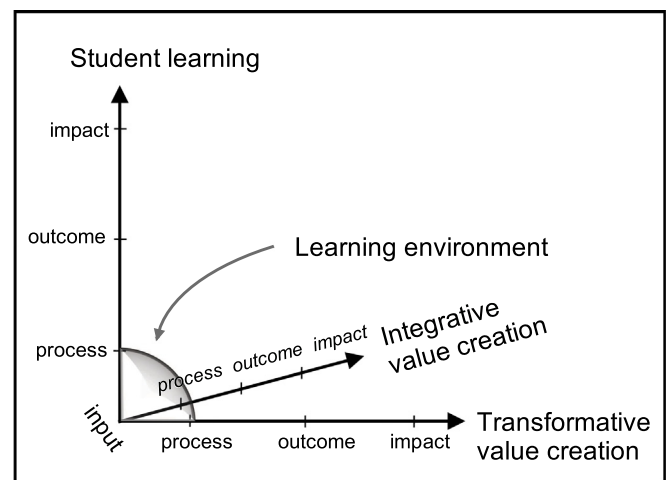 Student learning
impact
outcome
Learning environment
process
process outcome impact
Integrative
value creation
input
process
outcome
impact
Transformative
value creation